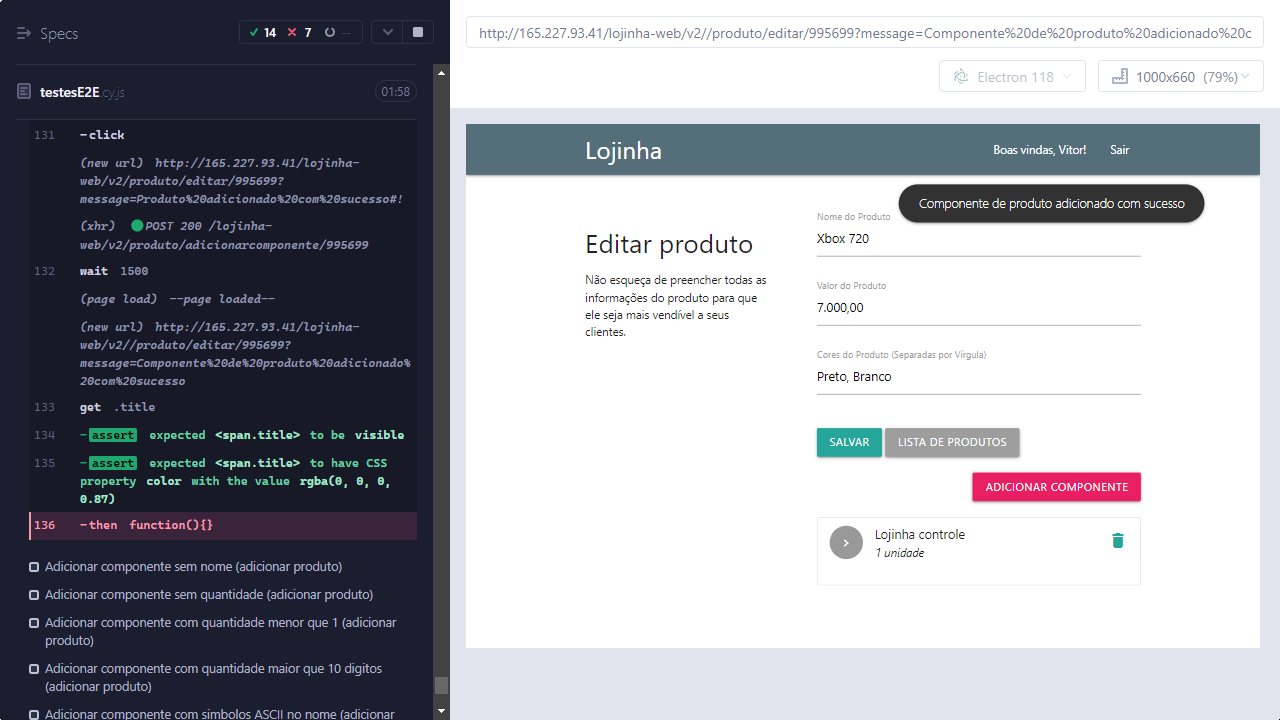 Specs
14 7 --
testesE2E cy.js 01:58
131 -click
(new url) http://165.227.93.41/lojinha-
web/v2/produto/editar/995699?
message=Produto%20adicionado%20com%20sucesso#!
(xhr) POST 200 /lojinha-
web/v2/produto/adicionarcomponente/995699
132 wait 1500
(page load) --page loaded--
(new url) http://165.227.93.41/lojinha-
web/v2//produto/editar/995699?
message=Componente%20de%20produto%20adicionado%
20com%20sucesso
133 get .title
134 -assert expected <span.title> to be visible
135 -assert expected <span.title> to have CSS
property color with the value rgba(0, 0, 0,
0.87)
136 -then function(){}
Adicionar componente sem nome (adicionar produto)
Adicionar componente sem quantidade (adicionar produto)
Adicionar componente com quantidade menor que 1 (adicionar
produto)
Adicionar componente com quantidade maior que 10 digitos
(adicionar produto)
Adicionar componente com simbolos ASCII no nome (adicionar
http://165.227.93.41/lojinha-web/v2//produto/editar/995699?message=Componente%20de%20produto%20adicionado%20c
Electron 118
1000x660 (79%)
Lojinha
Boas vindas, Vitor!
Sair
Componente de produto adicionado com sucesso
Editar produto
Não esqueça de preencher todas as
informações do produto para que
ele seja mais vendível a seus
clientes.
Nome do Produto
Xbox 720
Valor do Produto
7.000,00
Cores do Produto (Separadas por Vírgula)
Preto, Branco
SALVAR
LISTA DE PRODUTOS
ADICIONAR COMPONENTE
Lojinha controle
1 unidade